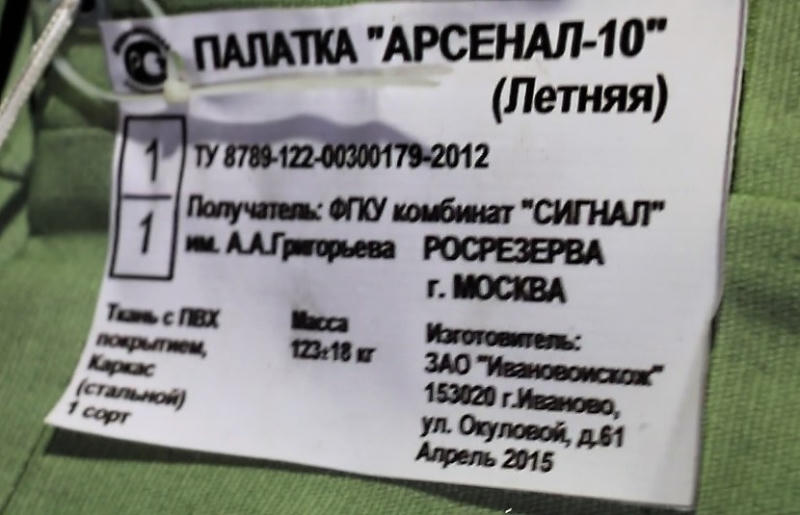 ПАЛАТКА "АРСЕНАЛ-10"
(Летняя)
1
1
ТУ 8789-122-00300179-2012
Получатель: ФГКУ комбинат "СИГНАЛ"
им. А.А.Григорьева РОСРЕЗЕРВА
г. МОСКВА
Ткань с ПВХ
покрытием,
Каркас
(стальной)
1 сорт
Масса
123±18 кг
Изготовитель:
ЗАО "Ивановоискож"
153020 г.Иваново,
ул. Окуловой, д.61
Апрель 2015